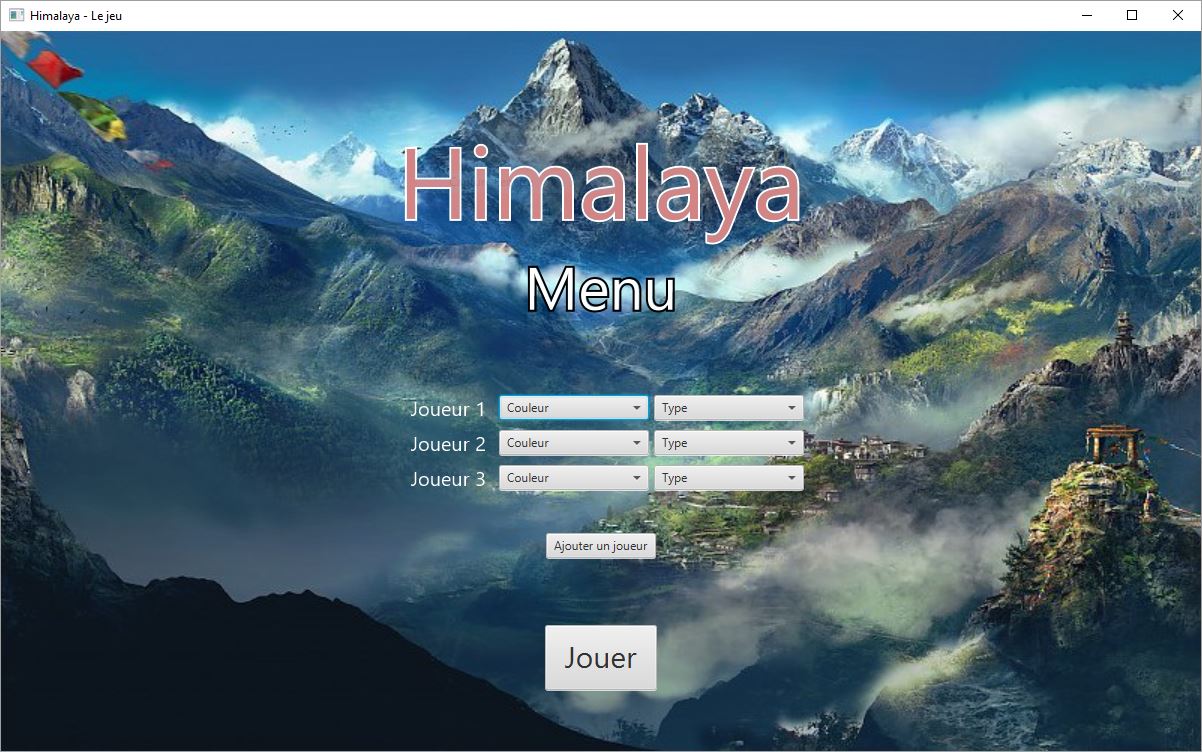 Himalaya - Le jeu
Himalaya
Menu
Joueur 1 Couleur Type
Joueur 2 Couleur Type
Joueur 3 Couleur Type
Ajouter un joueur
Jouer